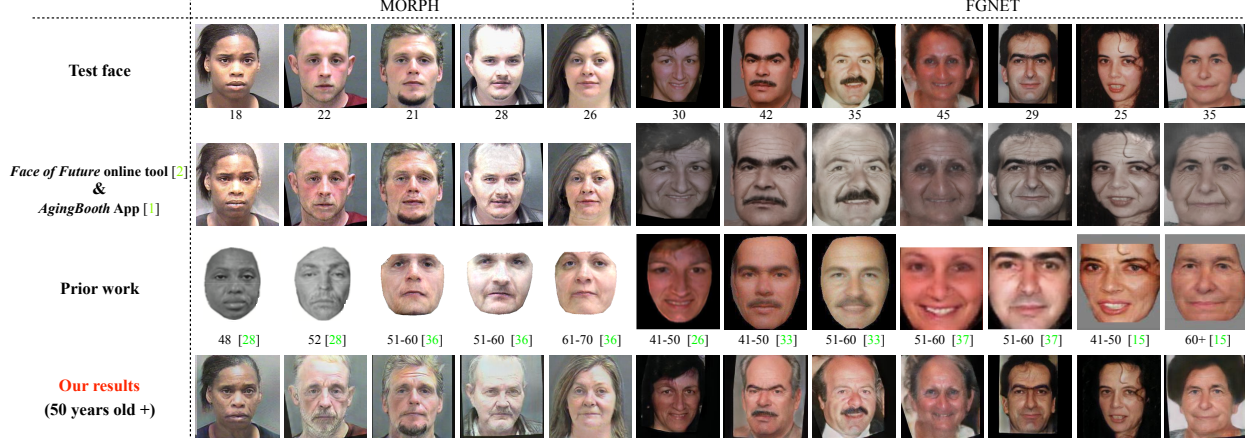 MORPH FGNET
Test face
18 22 21 28 26 30 42 35 45 29 25 35
Face of Future online tool [2]
&
AgingBooth App [1]
Prior work
48 [28] 52 [28] 51-60 [36] 51-60 [36] 61-70 [36] 41-50 [26] 41-50 [33] 51-60 [33] 51-60 [37] 51-60 [37] 41-50 [15] 60+ [15]
Our results
(50 years old +)